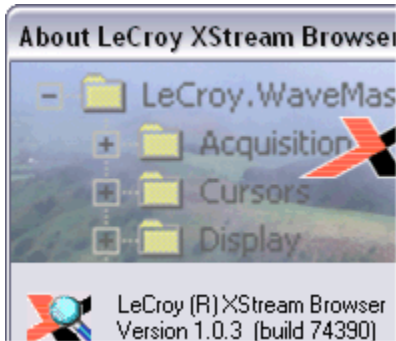 About LeCroy XStream Browser
LeCroy.WaveMas
Acquisition
Cursors
Display
LeCroy (R) XStream Browser
Version 1.0.3 (build 74390)